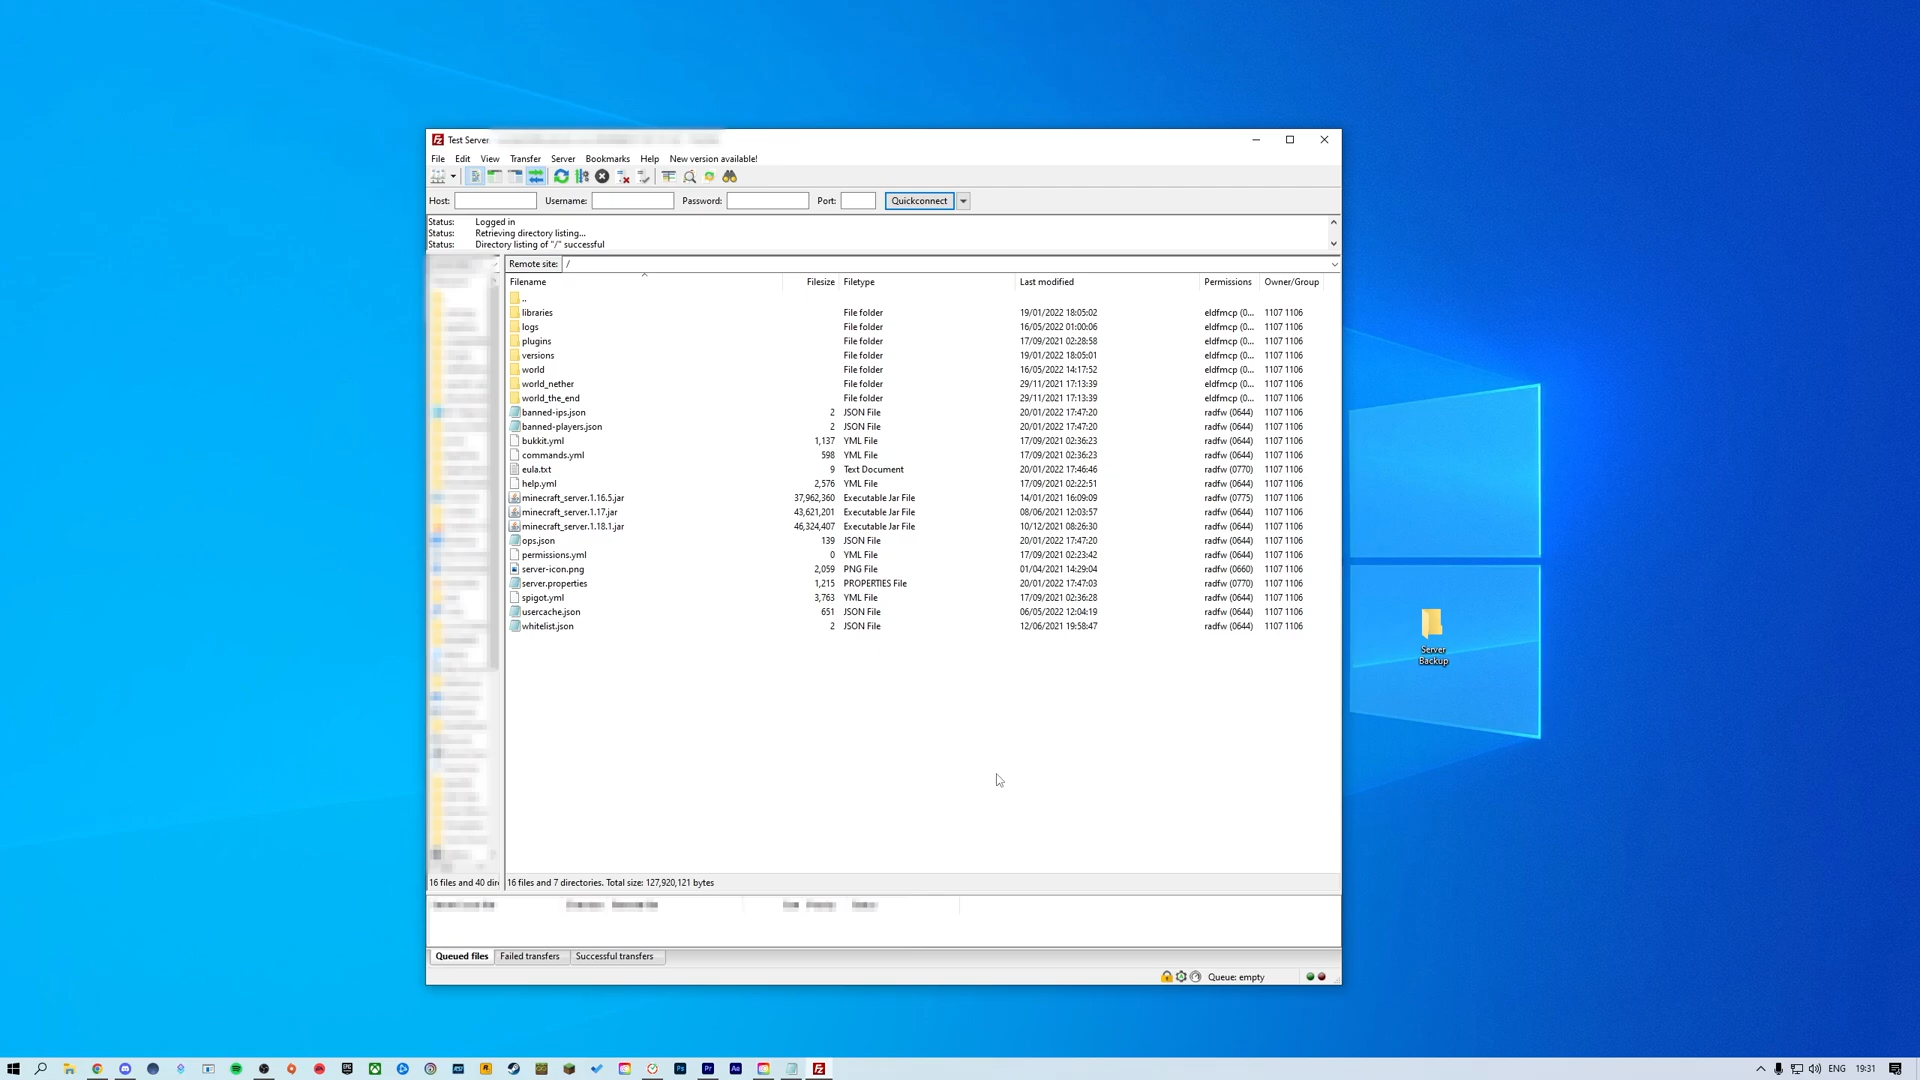 Test Server
File Edit View Transfer Server Bookmarks Help New version available!
Host: Username: Password: Port: Quickconnect
Status: Logged in
Status: Retrieving directory listing...
Status: Directory listing of "/" successful
Remote site: /
Filename Filesize Filetype Last modified Permissions Owner/Group
..
libraries File folder 19/01/2022 18:05:02 eldfmcp (0... 1107 1106
logs File folder 16/05/2022 01:00:06 eldfmcp (0... 1107 1106
plugins File folder 17/09/2021 02:28:58 eldfmcp (0... 1107 1106
versions File folder 19/01/2022 18:05:01 eldfmcp (0... 1107 1106
world File folder 16/05/2022 14:17:52 eldfmcp (0... 1107 1106
world_nether File folder 29/11/2021 17:13:39 eldfmcp (0... 1107 1106
world_the_end File folder 29/11/2021 17:13:39 eldfmcp (0... 1107 1106
banned-ips.json 2 JSON File 20/01/2022 17:47:20 radfw (0644) 1107 1106
banned-players.json 2 JSON File 20/01/2022 17:47:20 radfw (0644) 1107 1106
bukkit.yml 1,137 YML File 17/09/2021 02:36:23 radfw (0644) 1107 1106
commands.yml 598 YML File 17/09/2021 02:36:23 radfw (0644) 1107 1106
eula.txt 9 Text Document 20/01/2022 17:46:46 radfw (0770) 1107 1106
help.yml 2,576 YML File 17/09/2021 02:22:51 radfw (0644) 1107 1106
minecraft_server.1.16.5.jar 37,962,360 Executable Jar File 14/01/2021 16:09:09 radfw (0775) 1107 1106
minecraft_server.1.17.jar 43,621,201 Executable Jar File 08/06/2021 12:03:57 radfw (0644) 1107 1106
minecraft_server.1.18.1.jar 46,324,407 Executable Jar File 10/12/2021 08:26:30 radfw (0644) 1107 1106
ops.json 139 JSON File 20/01/2022 17:47:20 radfw (0644) 1107 1106
permissions.yml 0 YML File 17/09/2021 02:23:42 radfw (0644) 1107 1106
server-icon.png 2,059 PNG File 01/04/2021 14:29:04 radfw (0660) 1107 1106
server.properties 1,215 PROPERTIES File 20/01/2022 17:47:03 radfw (0770) 1107 1106
spigot.yml 3,763 YML File 17/09/2021 02:36:28 radfw (0644) 1107 1106
usercache.json 651 JSON File 06/05/2022 12:04:19 radfw (0644) 1107 1106
whitelist.json 2 JSON File 12/06/2021 19:58:47 radfw (0644) 1107 1106
Server
Backup
16 files and 40 dir 16 files and 7 directories. Total size: 127,920,121 bytes
Queued files Failed transfers Successful transfers
Queue: empty
ENG 19:31